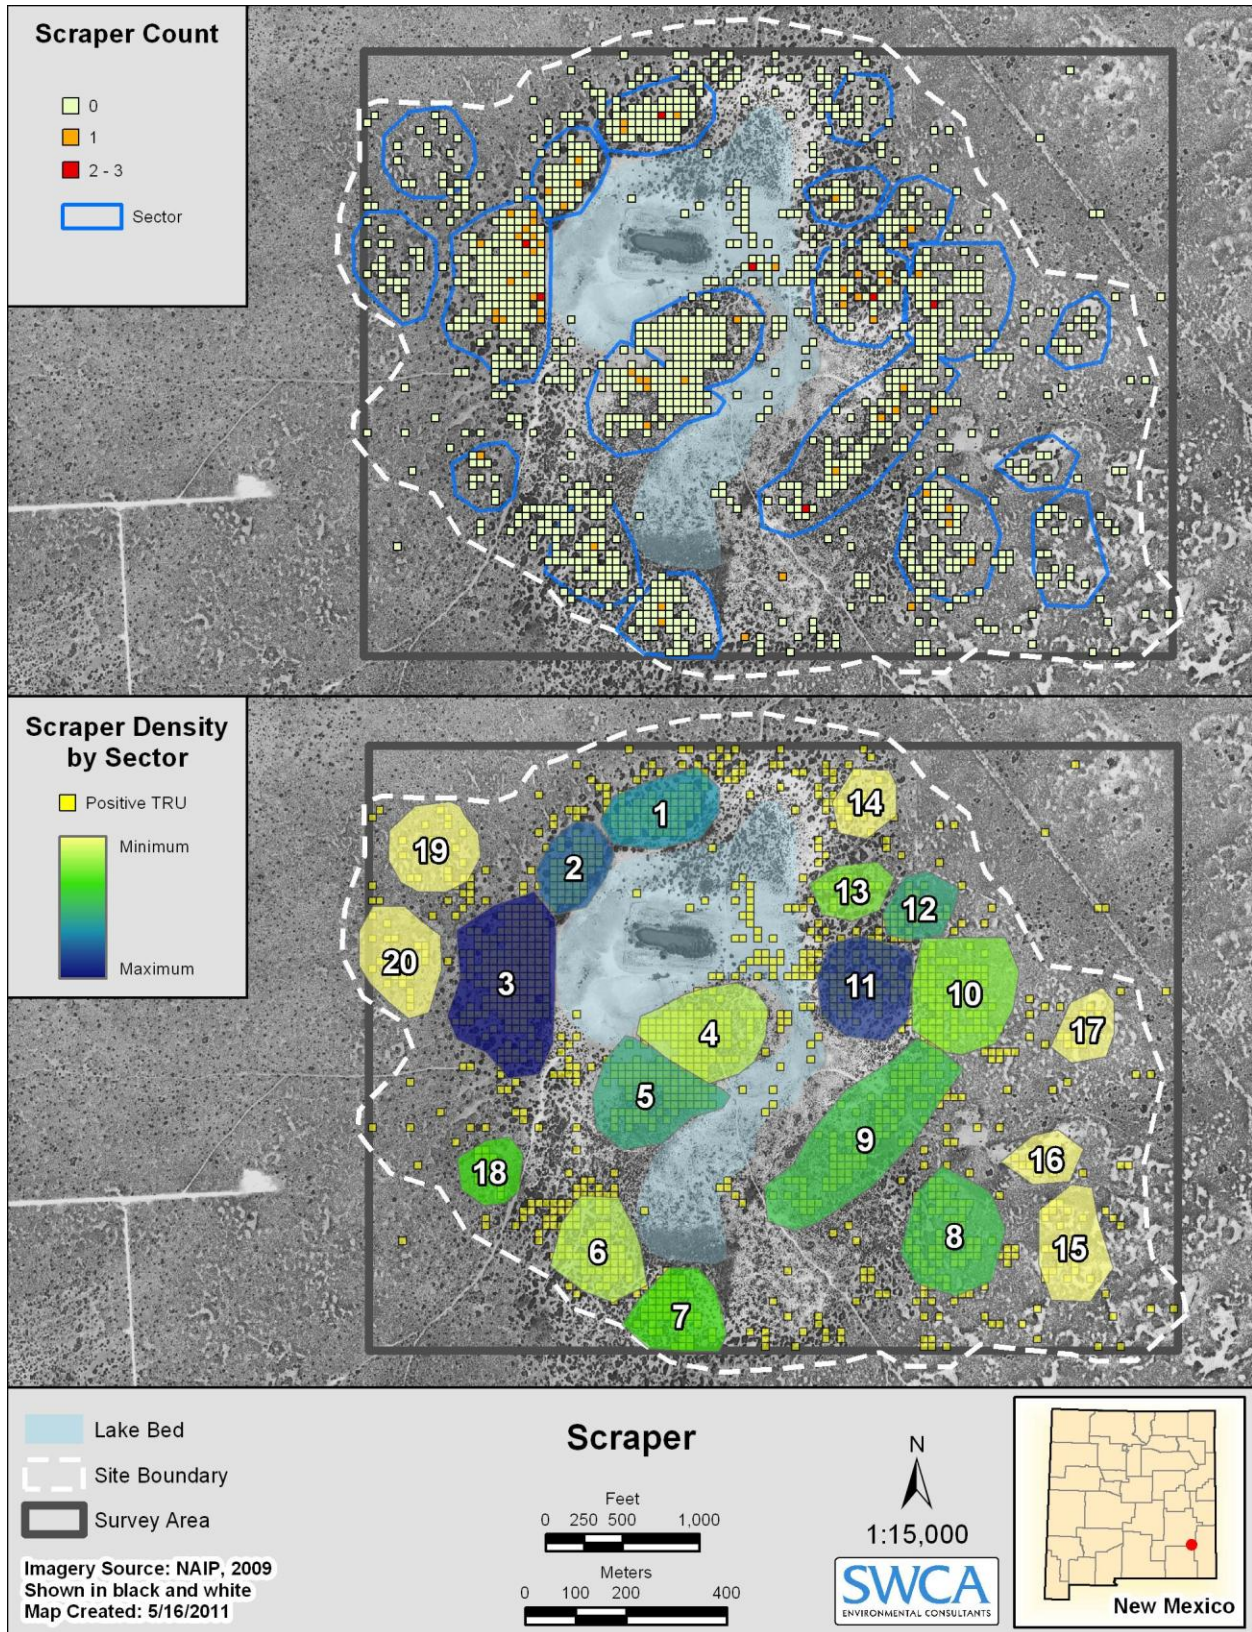 Scraper Count
0
1
2 - 3
Sector
Scraper Density
by Sector
Positive TRU
Minimum
Maximum
14
1
19
2
13
12
20
3
11
10
4
17
5
9
18
16
8
6
15
7
Lake Bed
Site Boundary
Survey Area
Imagery Source: NAIP, 2009
Shown in black and white
Map Created: 5/16/2011
Scraper
Feet
0 250 500 1,000
Meters
0 100 200 400
N
1:15,000
SWCA
ENVIRONMENTAL CONSULTANTS
New Mexico